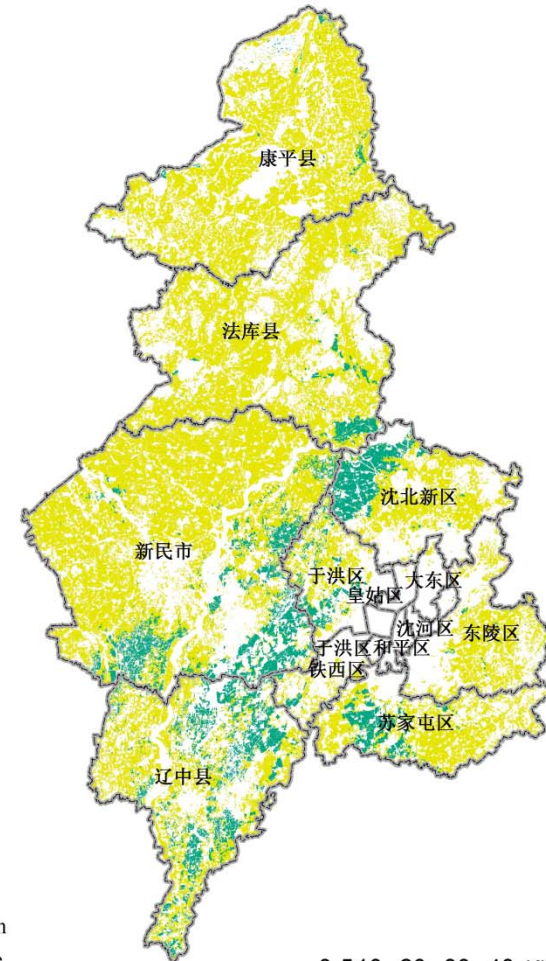 康平县
法库县
沈北新区
新民市
于洪区
大东区
皇姑区
沈河区
东陵区
于洪区和平区
铁西区
苏家屯区
辽中县